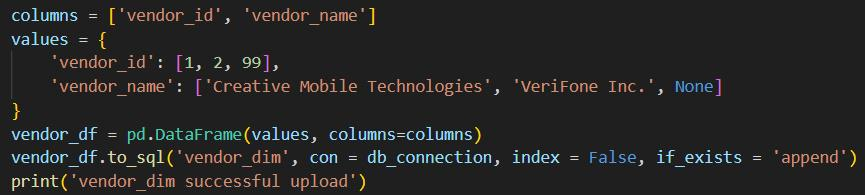 columns = ['vendor_id', 'vendor_name']
values = {
    'vendor_id': [1, 2, 99],
    'vendor_name': ['Creative Mobile Technologies', 'VeriFone Inc.', None]
}
vendor_df = pd.DataFrame(values, columns=columns)
vendor_df.to_sql('vendor_dim', con = db_connection, index = False, if_exists = 'append')
print('vendor_dim successful upload')